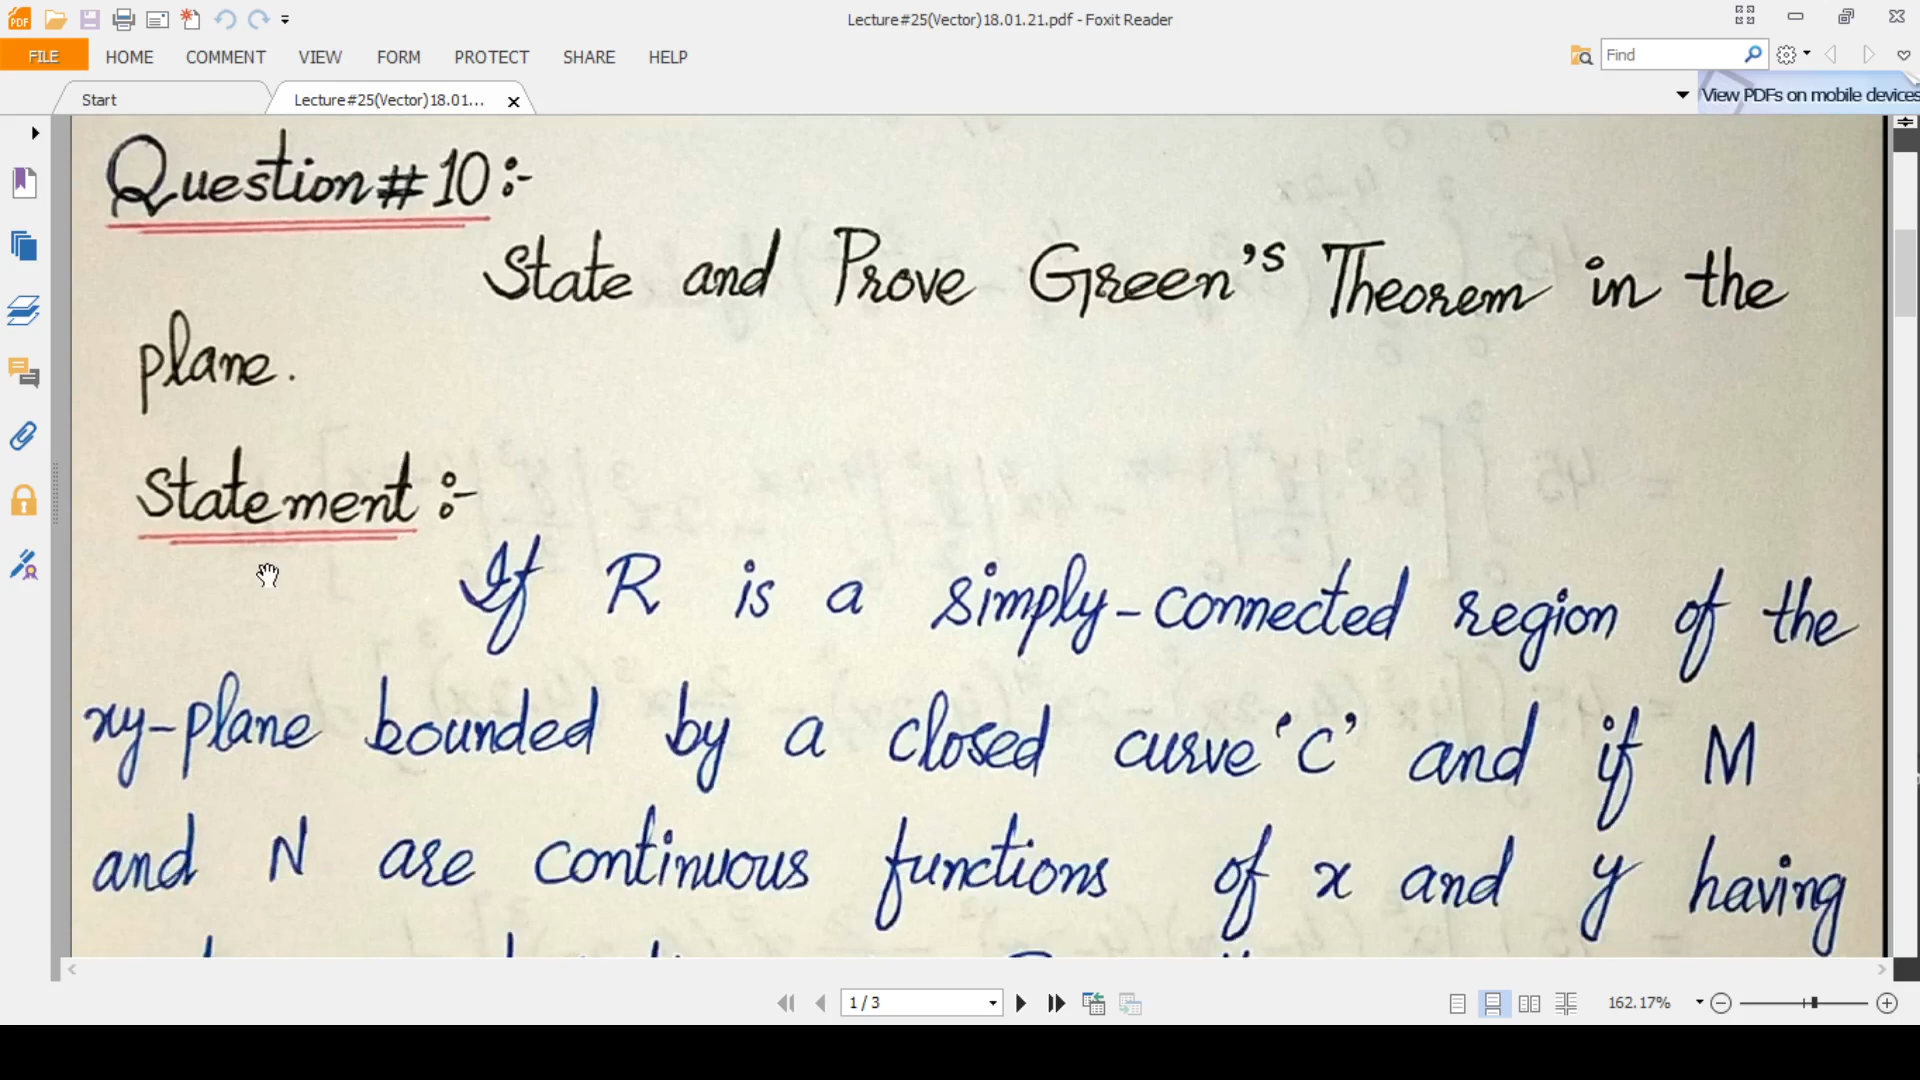 Lecture#25(Vector)18.01.21.pdf - Foxit Reader
FILE HOME COMMENT VIEW FORM PROTECT SHARE HELP
Find
Start
Lecture#25(Vector)18.01...
View PDFs on mobile devices
Question#10:-
State and Prove Green's Theorem in the
plane.
Statement:-
If R is a simply-connected region of the
xy-plane bounded by a closed curve 'C' and if M
and N are continuous functions of x and y having
1 / 3
162.17%